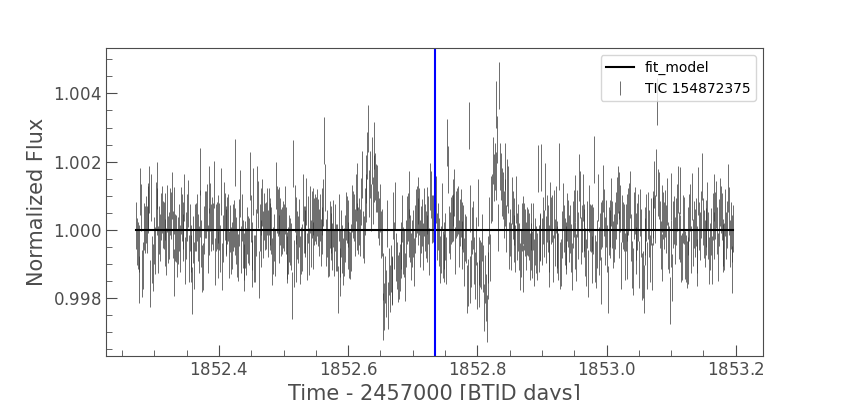 fit_model
TIC 154872375
Normalized Flux
1.004
1.002
1.000
0.998
1852.4 1852.6 1852.8 1853.0 1853.2
Time - 2457000 [BTJD days]